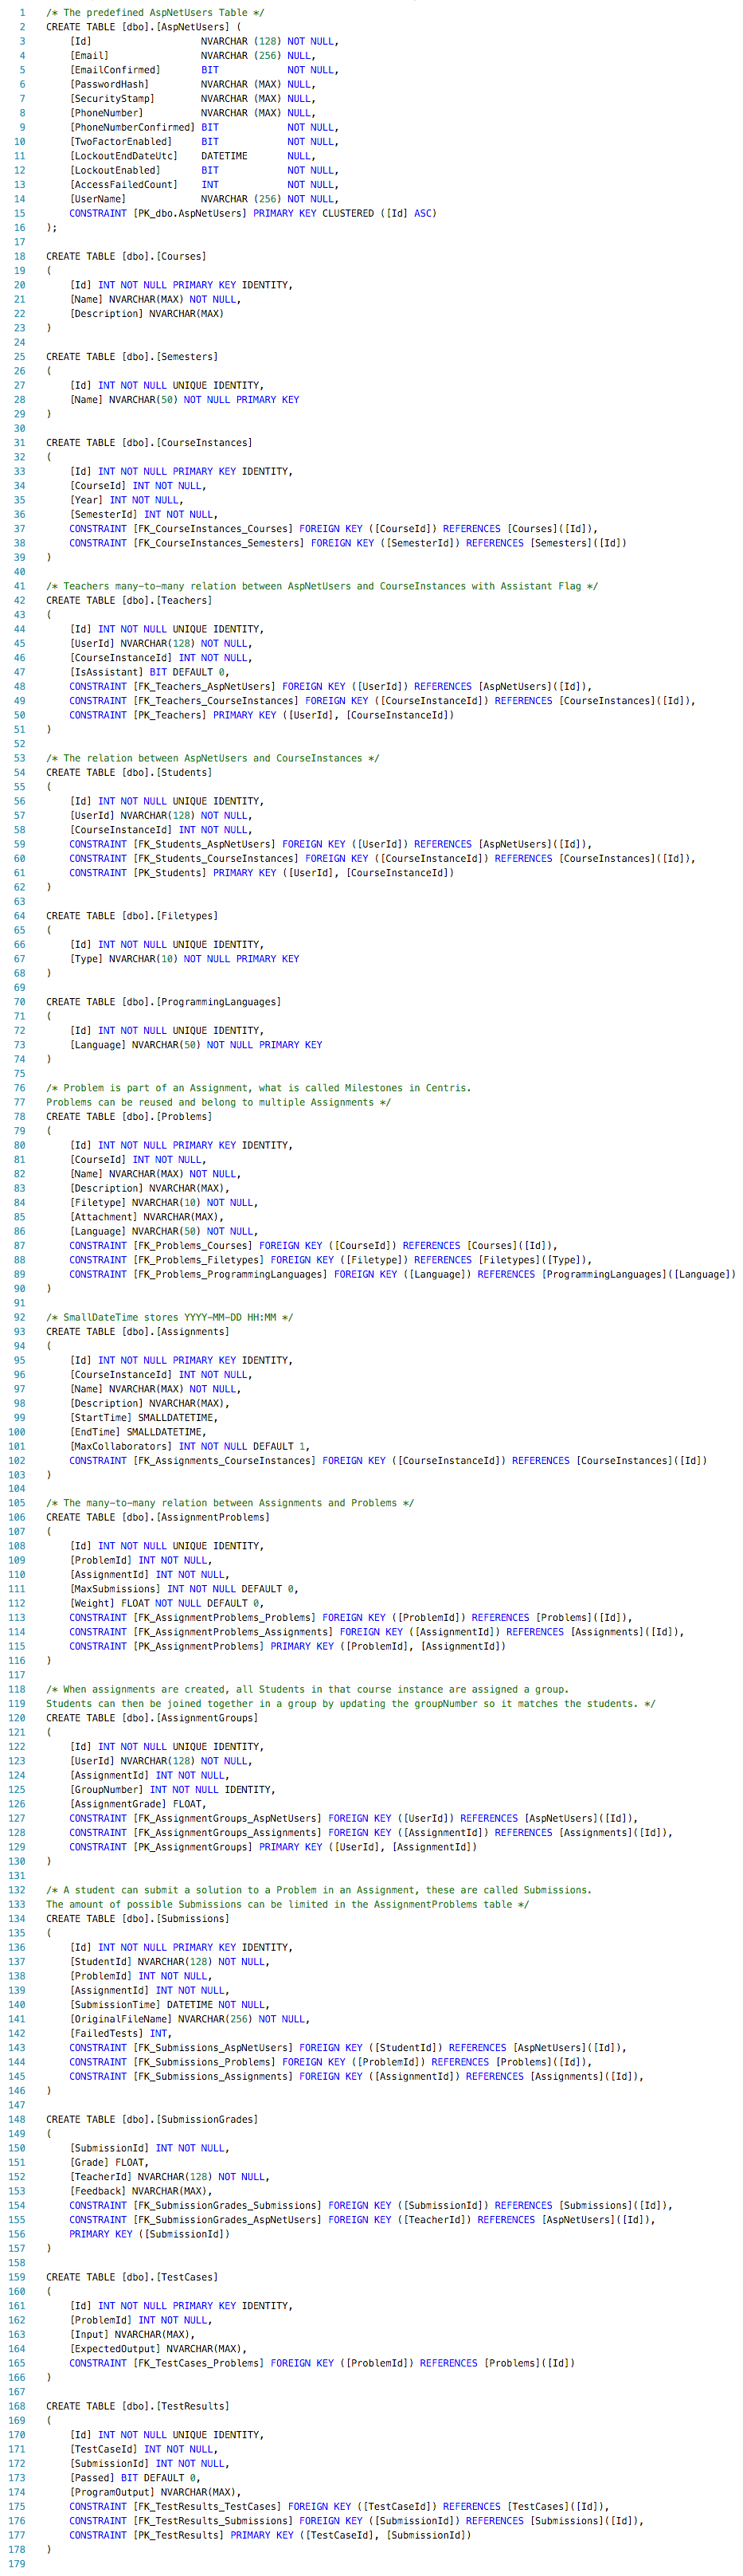 1 /* The predefined AspNetUsers Table */
2 CREATE TABLE [dbo].[AspNetUsers] (
3 [Id] NVARCHAR (128) NOT NULL,
4 [Email] NVARCHAR (256) NULL,
5 [EmailConfirmed] BIT NOT NULL,
6 [PasswordHash] NVARCHAR (MAX) NULL,
7 [SecurityStamp] NVARCHAR (MAX) NULL,
8 [PhoneNumber] NVARCHAR (MAX) NULL,
9 [PhoneNumberConfirmed] BIT NOT NULL,
10 [TwoFactorEnabled] BIT NOT NULL,
11 [LockoutEndDateUtc] DATETIME NULL,
12 [LockoutEnabled] BIT NOT NULL,
13 [AccessFailedCount] INT NOT NULL,
14 [UserName] NVARCHAR (256) NOT NULL,
15 CONSTRAINT [PK_dbo.AspNetUsers] PRIMARY KEY CLUSTERED ([Id] ASC)
16 );
17
18 CREATE TABLE [dbo].[Courses]
19 (
20 [Id] INT NOT NULL PRIMARY KEY IDENTITY,
21 [Name] NVARCHAR(MAX) NOT NULL,
22 [Description] NVARCHAR(MAX)
23 )
24
25 CREATE TABLE [dbo].[Semesters]
26 (
27 [Id] INT NOT NULL UNIQUE IDENTITY,
28 [Name] NVARCHAR(50) NOT NULL PRIMARY KEY
29 )
30
31 CREATE TABLE [dbo].[CourseInstances]
32 (
33 [Id] INT NOT NULL PRIMARY KEY IDENTITY,
34 [CourseId] INT NOT NULL,
35 [Year] INT NOT NULL,
36 [SemesterId] INT NOT NULL,
37 CONSTRAINT [FK_CourseInstances_Courses] FOREIGN KEY ([CourseId]) REFERENCES [Courses]([Id]),
38 CONSTRAINT [FK_CourseInstances_Semesters] FOREIGN KEY ([SemesterId]) REFERENCES [Semesters]([Id])
39 )
40
41 /* Teachers many-to-many relation between AspNetUsers and CourseInstances with Assistant Flag */
42 CREATE TABLE [dbo].[Teachers]
43 (
44 [Id] INT NOT NULL UNIQUE IDENTITY,
45 [UserId] NVARCHAR(128) NOT NULL,
46 [CourseInstanceId] INT NOT NULL,
47 [IsAssistant] BIT DEFAULT 0,
48 CONSTRAINT [FK_Teachers_AspNetUsers] FOREIGN KEY ([UserId]) REFERENCES [AspNetUsers]([Id]),
49 CONSTRAINT [FK_Teachers_CourseInstances] FOREIGN KEY ([CourseInstanceId]) REFERENCES [CourseInstances]([Id]),
50 CONSTRAINT [PK_Teachers] PRIMARY KEY ([UserId], [CourseInstanceId])
51 )
52
53 /* The relation between AspNetUsers and CourseInstances */
54 CREATE TABLE [dbo].[Students]
55 (
56 [Id] INT NOT NULL UNIQUE IDENTITY,
57 [UserId] NVARCHAR(128) NOT NULL,
58 [CourseInstanceId] INT NOT NULL,
59 CONSTRAINT [FK_Students_AspNetUsers] FOREIGN KEY ([UserId]) REFERENCES [AspNetUsers]([Id]),
60 CONSTRAINT [FK_Students_CourseInstances] FOREIGN KEY ([CourseInstanceId]) REFERENCES [CourseInstances]([Id]),
61 CONSTRAINT [PK_Students] PRIMARY KEY ([UserId], [CourseInstanceId])
62 )
63
64 CREATE TABLE [dbo].[Filetypes]
65 (
66 [Id] INT NOT NULL UNIQUE IDENTITY,
67 [Type] NVARCHAR(10) NOT NULL PRIMARY KEY
68 )
69
70 CREATE TABLE [dbo].[ProgrammingLanguages]
71 (
72 [Id] INT NOT NULL UNIQUE IDENTITY,
73 [Language] NVARCHAR(50) NOT NULL PRIMARY KEY
74 )
75
76 /* Problem is part of an Assignment, what is called Milestones in Centris.
77 Problems can be reused and belong to multiple Assignments */
78 CREATE TABLE [dbo].[Problems]
79 (
80 [Id] INT NOT NULL PRIMARY KEY IDENTITY,
81 [CourseId] INT NOT NULL,
82 [Name] NVARCHAR(MAX) NOT NULL,
83 [Description] NVARCHAR(MAX),
84 [Filetype] NVARCHAR(10) NOT NULL,
85 [Attachment] NVARCHAR(MAX),
86 [Language] NVARCHAR(50) NOT NULL,
87 CONSTRAINT [FK_Problems_Courses] FOREIGN KEY ([CourseId]) REFERENCES [Courses]([Id]),
88 CONSTRAINT [FK_Problems_Filetypes] FOREIGN KEY ([Filetype]) REFERENCES [Filetypes]([Type]),
89 CONSTRAINT [FK_Problems_ProgrammingLanguages] FOREIGN KEY ([Language]) REFERENCES [ProgrammingLanguages]([Language])
90 )
91
92 /* SmallDateTime stores YYYY-MM-DD HH:MM */
93 CREATE TABLE [dbo].[Assignments]
94 (
95 [Id] INT NOT NULL PRIMARY KEY IDENTITY,
96 [CourseInstanceId] INT NOT NULL,
97 [Name] NVARCHAR(MAX) NOT NULL,
98 [Description] NVARCHAR(MAX),
99 [StartTime] SMALLDATETIME,
100 [EndTime] SMALLDATETIME,
101 [MaxCollaborators] INT NOT NULL DEFAULT 1,
102 CONSTRAINT [FK_Assignments_CourseInstances] FOREIGN KEY ([CourseInstanceId]) REFERENCES [CourseInstances]([Id])
103 )
104
105 /* The many-to-many relation between Assignments and Problems */
106 CREATE TABLE [dbo].[AssignmentProblems]
107 (
108 [Id] INT NOT NULL UNIQUE IDENTITY,
109 [ProblemId] INT NOT NULL,
110 [AssignmentId] INT NOT NULL,
111 [MaxSubmissions] INT NOT NULL DEFAULT 0,
112 [Weight] FLOAT NOT NULL DEFAULT 0,
113 CONSTRAINT [FK_AssignmentProblems_Problems] FOREIGN KEY ([ProblemId]) REFERENCES [Problems]([Id]),
114 CONSTRAINT [FK_AssignmentProblems_Assignments] FOREIGN KEY ([AssignmentId]) REFERENCES [Assignments]([Id]),
115 CONSTRAINT [PK_AssignmentProblems] PRIMARY KEY ([ProblemId], [AssignmentId])
116 )
117
118 /* When assignments are created, all Students in that course instance are assigned a group.
119 Students can then be joined together in a group by updating the groupNumber so it matches the students. */
120 CREATE TABLE [dbo].[AssignmentGroups]
121 (
122 [Id] INT NOT NULL UNIQUE IDENTITY,
123 [UserId] NVARCHAR(128) NOT NULL,
124 [AssignmentId] INT NOT NULL,
125 [GroupNumber] INT NOT NULL IDENTITY,
126 [AssignmentGrade] FLOAT,
127 CONSTRAINT [FK_AssignmentGroups_AspNetUsers] FOREIGN KEY ([UserId]) REFERENCES [AspNetUsers]([Id]),
128 CONSTRAINT [FK_AssignmentGroups_Assignments] FOREIGN KEY ([AssignmentId]) REFERENCES [Assignments]([Id]),
129 CONSTRAINT [PK_AssignmentGroups] PRIMARY KEY ([UserId], [AssignmentId])
130 )
131
132 /* A student can submit a solution to a Problem in an Assignment, these are called Submissions.
133 The amount of possible Submissions can be limited in the AssignmentProblems table */
134 CREATE TABLE [dbo].[Submissions]
135 (
136 [Id] INT NOT NULL PRIMARY KEY IDENTITY,
137 [StudentId] NVARCHAR(128) NOT NULL,
138 [ProblemId] INT NOT NULL,
139 [AssignmentId] INT NOT NULL,
140 [SubmissionTime] DATETIME NOT NULL,
141 [OriginalFileName] NVARCHAR(256) NOT NULL,
142 [FailedTests] INT,
143 CONSTRAINT [FK_Submissions_AspNetUsers] FOREIGN KEY ([StudentId]) REFERENCES [AspNetUsers]([Id]),
144 CONSTRAINT [FK_Submissions_Problems] FOREIGN KEY ([ProblemId]) REFERENCES [Problems]([Id]),
145 CONSTRAINT [FK_Submissions_Assignments] FOREIGN KEY ([AssignmentId]) REFERENCES [Assignments]([Id]),
146 )
147
148 CREATE TABLE [dbo].[SubmissionGrades]
149 (
150 [SubmissionId] INT NOT NULL,
151 [Grade] FLOAT,
152 [TeacherId] NVARCHAR(128) NOT NULL,
153 [Feedback] NVARCHAR(MAX),
154 CONSTRAINT [FK_SubmissionGrades_Submissions] FOREIGN KEY ([SubmissionId]) REFERENCES [Submissions]([Id]),
155 CONSTRAINT [FK_SubmissionGrades_AspNetUsers] FOREIGN KEY ([TeacherId]) REFERENCES [AspNetUsers]([Id]),
156 PRIMARY KEY ([SubmissionId])
157 )
158
159 CREATE TABLE [dbo].[TestCases]
160 (
161 [Id] INT NOT NULL PRIMARY KEY IDENTITY,
162 [ProblemId] INT NOT NULL,
163 [Input] NVARCHAR(MAX),
164 [ExpectedOutput] NVARCHAR(MAX),
165 CONSTRAINT [FK_TestCases_Problems] FOREIGN KEY ([ProblemId]) REFERENCES [Problems]([Id])
166 )
167
168 CREATE TABLE [dbo].[TestResults]
169 (
170 [Id] INT NOT NULL UNIQUE IDENTITY,
171 [TestCaseId] INT NOT NULL,
172 [SubmissionId] INT NOT NULL,
173 [Passed] BIT DEFAULT 0,
174 [ProgramOutput] NVARCHAR(MAX),
175 CONSTRAINT [FK_TestResults_TestCases] FOREIGN KEY ([TestCaseId]) REFERENCES [TestCases]([Id]),
176 CONSTRAINT [FK_TestResults_Submissions] FOREIGN KEY ([SubmissionId]) REFERENCES [Submissions]([Id]),
177 CONSTRAINT [PK_TestResults] PRIMARY KEY ([TestCaseId], [SubmissionId])
178 )
179